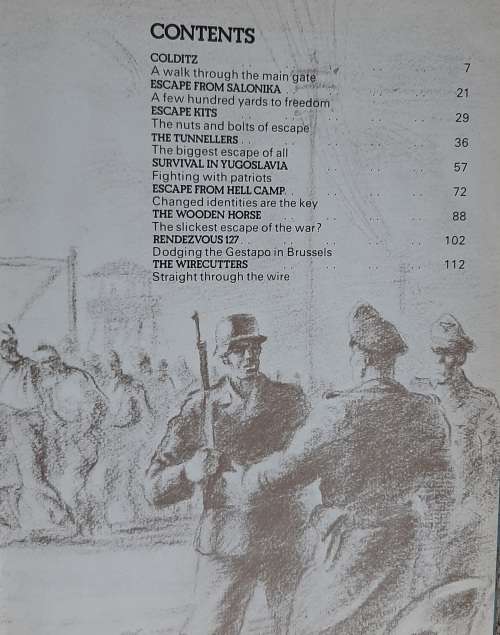 CONTENTS
COLDITZ . . . . . . . . . . 7
A walk through the main gate
ESCAPE FROM SALONIKA . . . . . . . . 21
A few hundred yards to freedom
ESCAPE KITS . . . . . . . . . . 29
The nuts and bolts of escape
THE TUNNELLERS . . . . . . . . . . 36
The biggest escape of all
SURVIVAL IN YUGOSLAVIA . . . . . . . . 57
Fighting with patriots
ESCAPE FROM HELL CAMP . . . . . . . . 72
Changed identities are the key
THE WOODEN HORSE . . . . . . . . 88
The slickest escape of the war?
RENDEZVOUS 127 . . . . . . . . . . 102
Dodging the Gestapo in Brussels
THE WIRECUTTERS . . . . . . . . 112
Straight through the wire